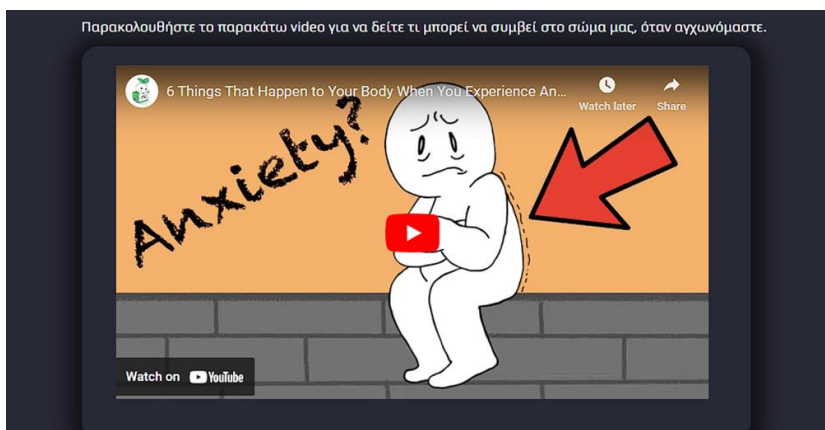 Παρακολουθήστε το παρακάτω video για να δείτε τι μπορεί να συμβεί στο σώμα μας, όταν αγχωνόμαστε.
6 Things That Happen to Your Body When You Experience An...
Watch later
Share
Anxiety?
Watch on YouTube